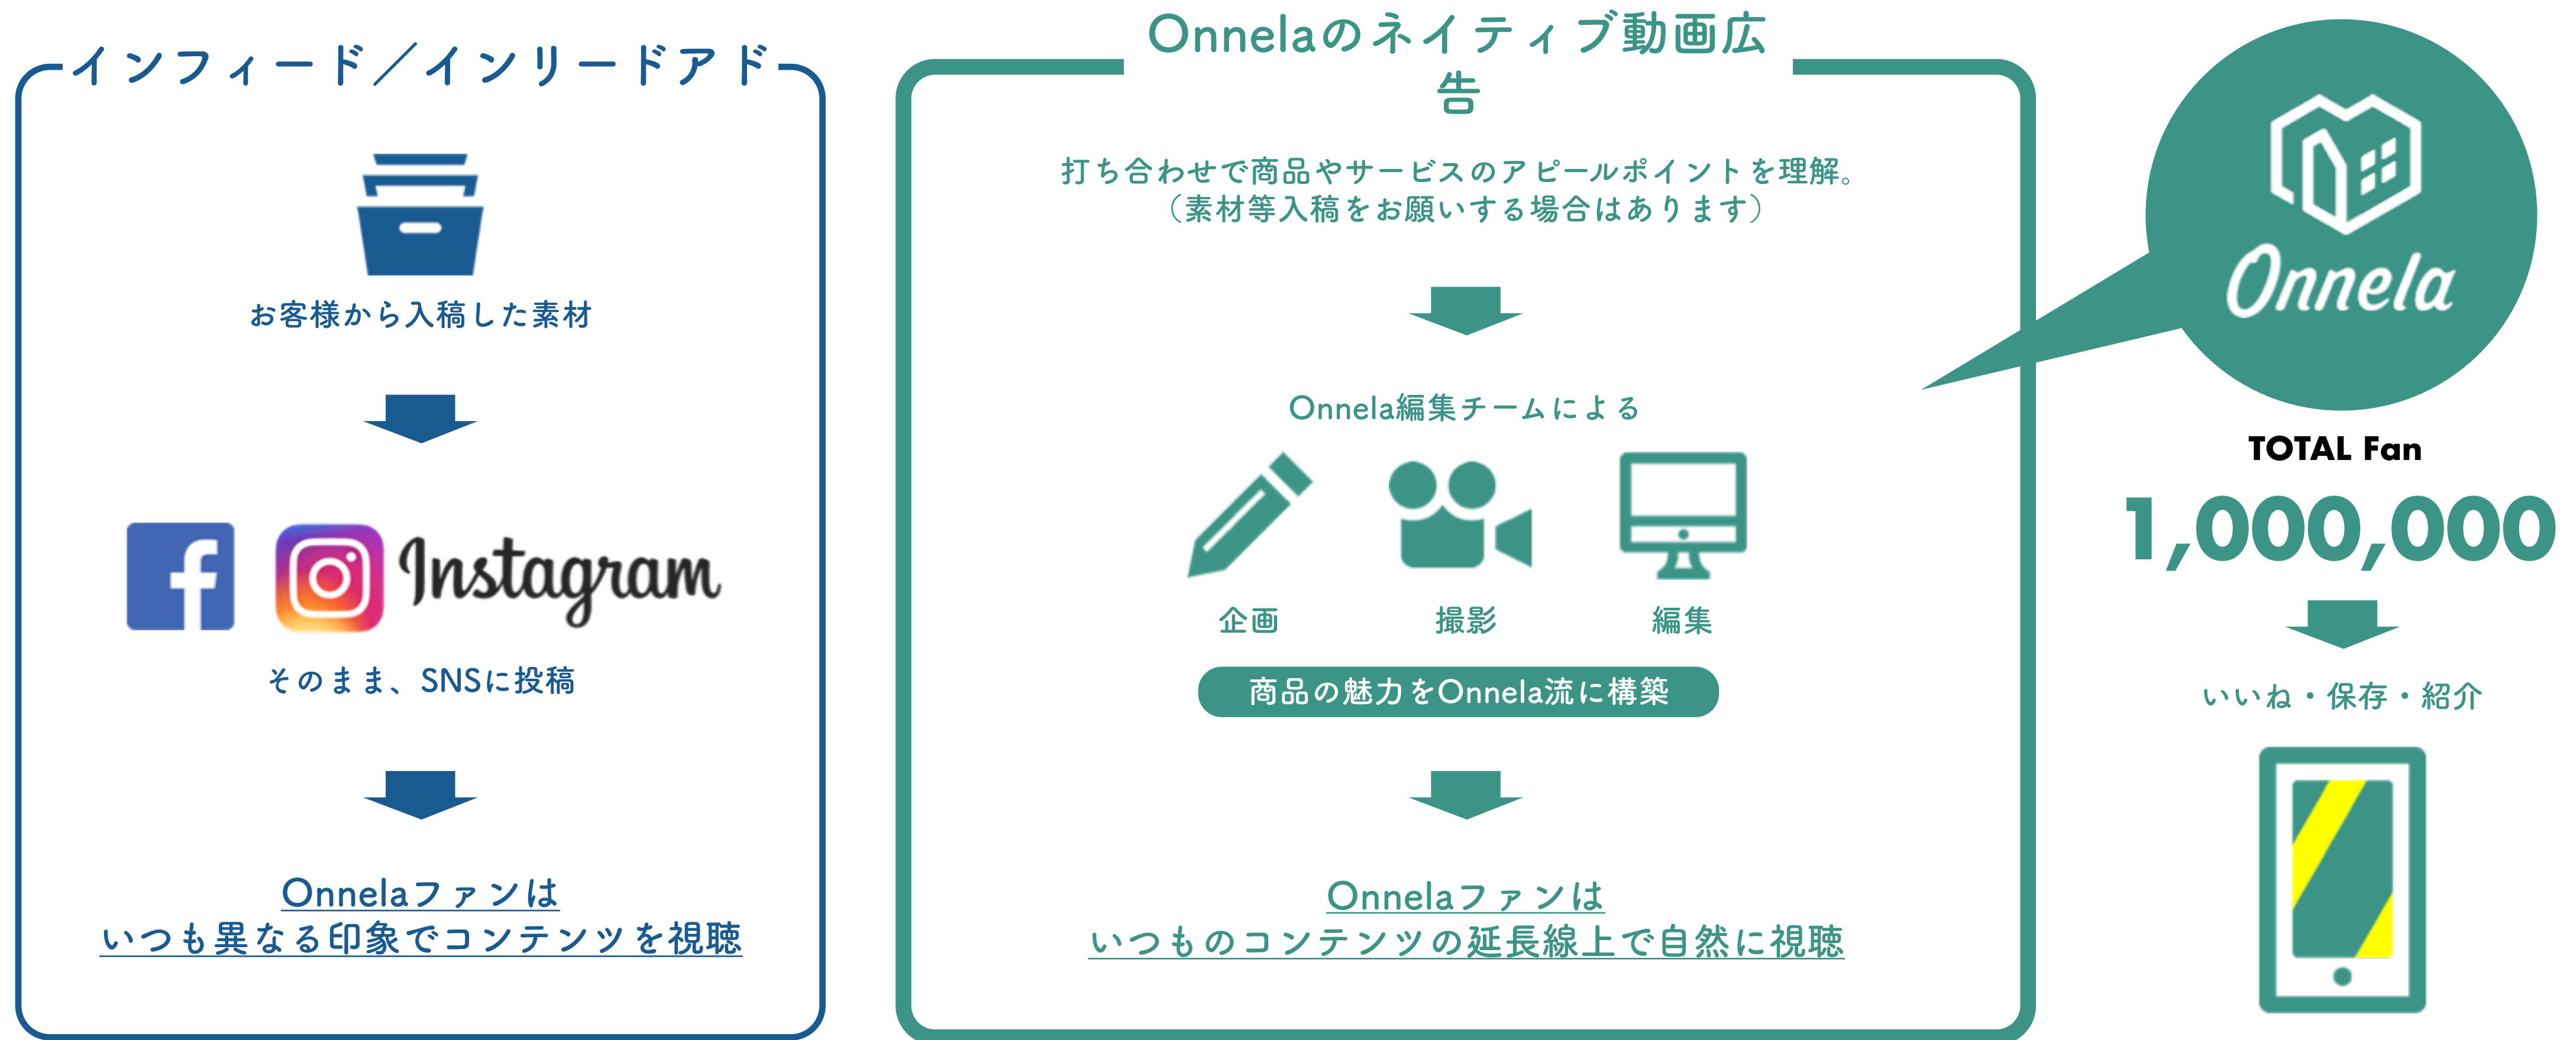 インフィード／インリードアド
お客様から入稿した素材
Instagram
そのまま、SNSに投稿
Onnelaファンは
いつも異なる印象でコンテンツを視聴
Onnelaのネイティブ動画広
告
打ち合わせで商品やサービスのアピールポイントを理解。
（素材等入稿をお願いする場合はあります）
Onnela編集チームによる
企画 撮影 編集
商品の魅力をOnnela流に構築
Onnelaファンは
いつものコンテンツの延長線上で自然に視聴
Onnela
TOTAL Fan
1,000,000
いいね・保存・紹介